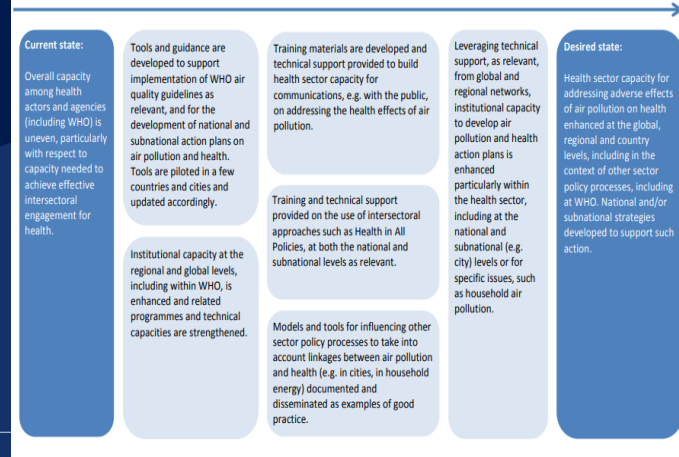 Current state:
Overall capacity
among health
actors and agencies
(including WHO) is
uneven, particularly
with respect to
capacity needed to
achieve effective
intersectoral
engagement for
health.
Tools and guidance are
developed to support
implementation of WHO air
quality guidelines as
relevant, and for the
development of national and
subnational action plans on
air pollution and health.
Tools are piloted in a few
countries and cities and
updated accordingly.
Institutional capacity at the
regional and global levels,
including within WHO, is
enhanced and related
programmes and technical
capacities are strengthened.
Training materials are developed and
technical support provided to build
health sector capacity for
communications, e.g. with the public,
on addressing the health effects of air
pollution.
Training and technical support
provided on the use of intersectoral
approaches such as Health in All
Policies, at both the national and
subnational levels as relevant.
Models and tools for influencing other
sector policy processes to take into
account linkages between air pollution
and health (e.g. in cities, in household
energy) documented and
disseminated as examples of good
practice.
Leveraging technical
support, as relevant,
from global and
regional networks,
institutional capacity
to develop air
pollution and health
action plans is
enhanced
particularly within
the health sector,
including at the
national and
subnational (e.g.
city) levels or for
specific issues, such
as household air
pollution.
Desired state:
Health sector capacity for
addressing adverse effects
of air pollution on health
enhanced at the global,
regional and country
levels, including in the
context of other sector
policy processes, including
at WHO. National and/or
subnational strategies
developed to support such
action.